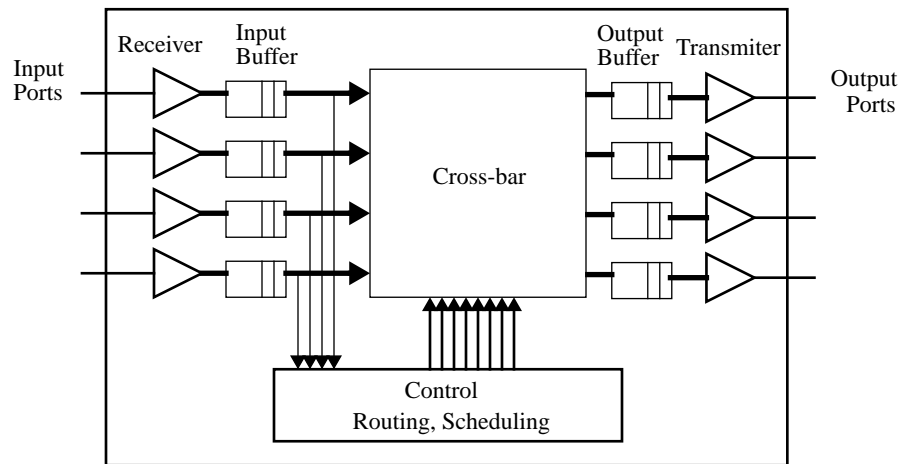 Receiver
Input
Buffer
Output
Buffer
Transmiter
Input
Ports
Output
Ports
Cross-bar
Control
Routing, Scheduling